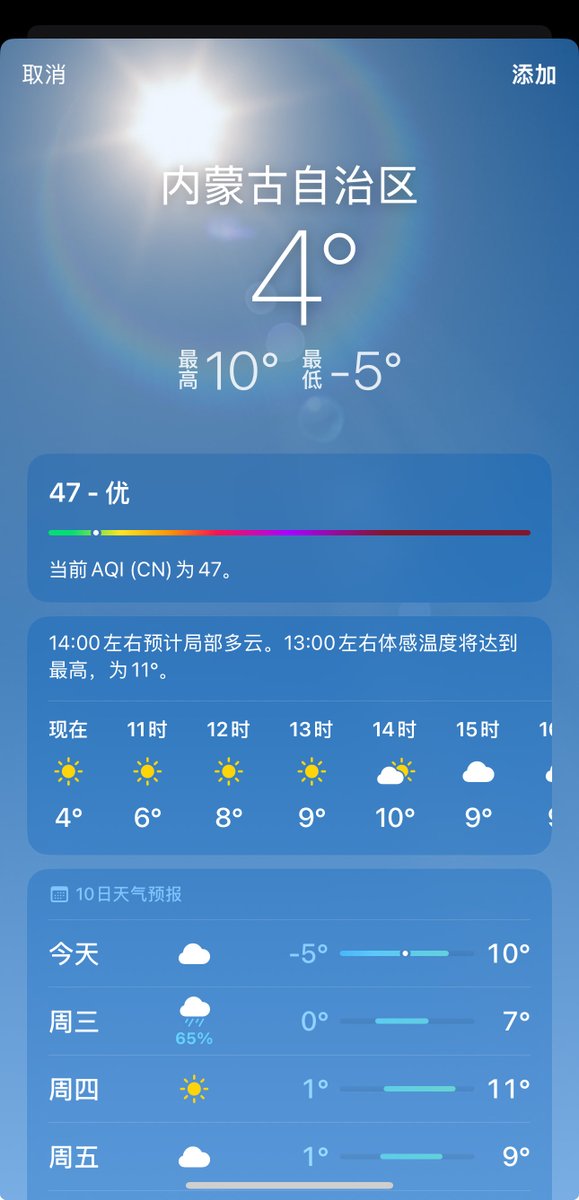 取消 添加
内蒙古自治区
4°
最高10° 最低-5°
47 - 优
当前 AQI (CN) 为 47。
14:00左右预计局部多云。13:00左右体感温度将达到
最高，为 11°。
现在 11时 12时 13时 14时 15时
4° 6° 8° 9° 10° 9°
10日天气预报
今天 -5° 10°
周三 65% 0° 7°
周四 1° 11°
周五 1° 9°